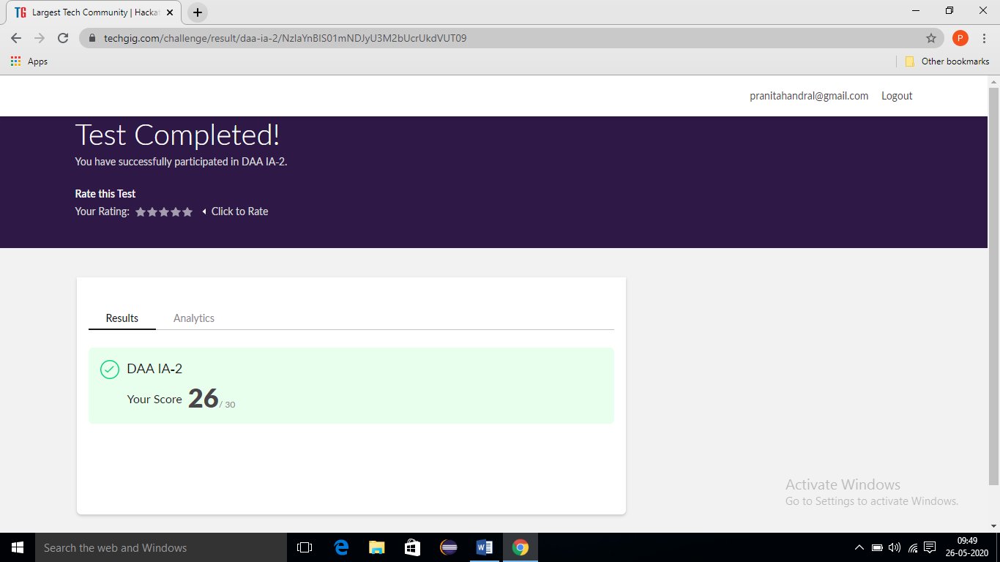 TG Largest Tech Community | Hacka
techgig.com/challenge/result/daa-ia-2/
P
Apps
Other bookmarks
pranitahandral@gmail.com Logout
Test Completed!
You have successfully participated in DAA IA-2.
Rate this Test
Your Rating: Click to Rate
Results Analytics
DAA IA-2
Your Score 26 / 30
Activate Windows
Go to Settings to activate Windows.
Search the web and Windows
09:49
26-05-2020